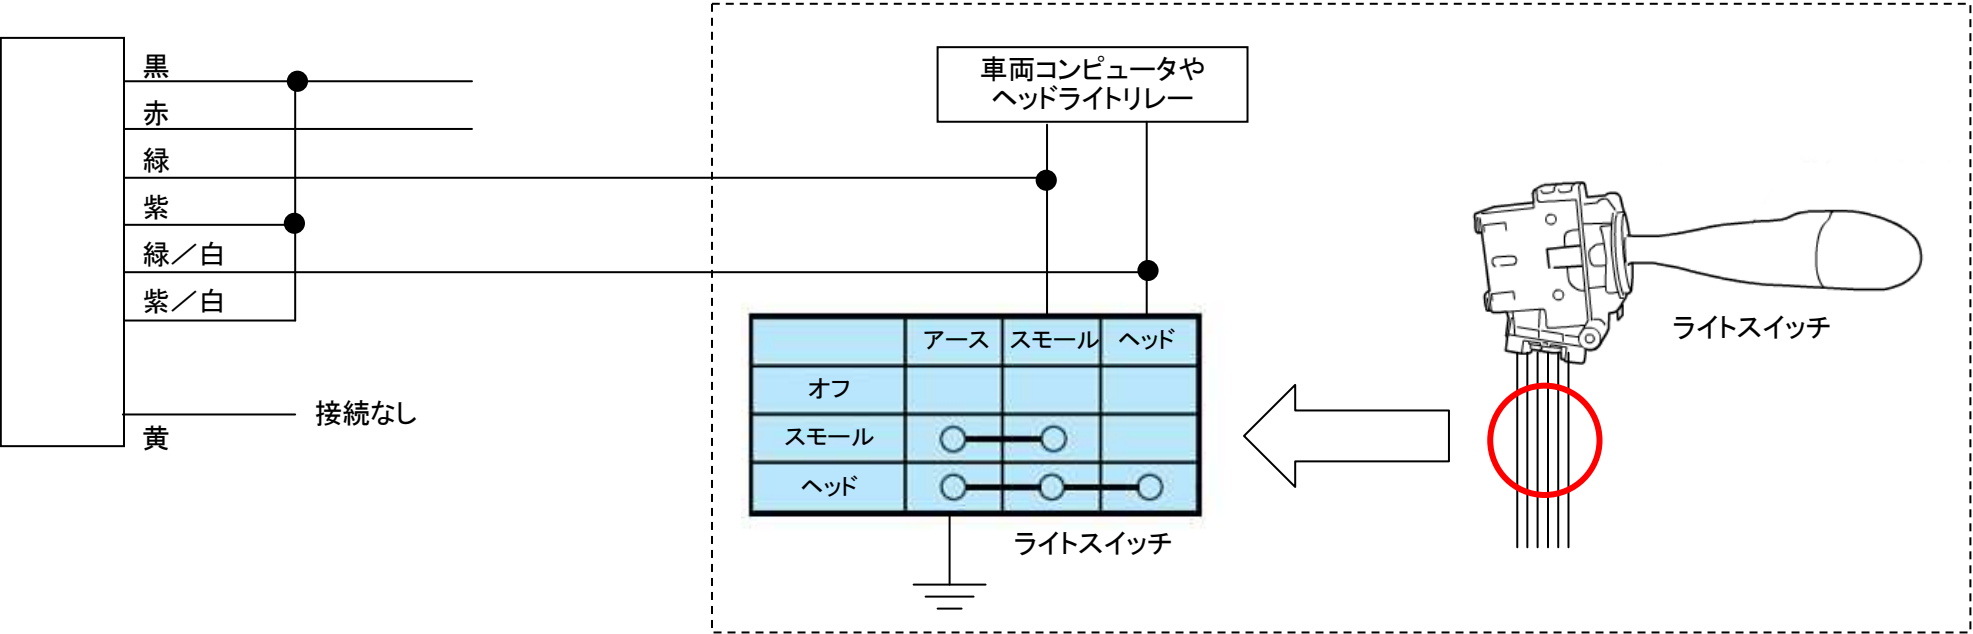 黒
赤
緑
紫
緑／白
紫／白
黄
接続なし
車両コンピュータや
ヘッドライトリレー
アース スモール ヘッド
オフ
スモール
ヘッド
ライトスイッチ
ライトスイッチ